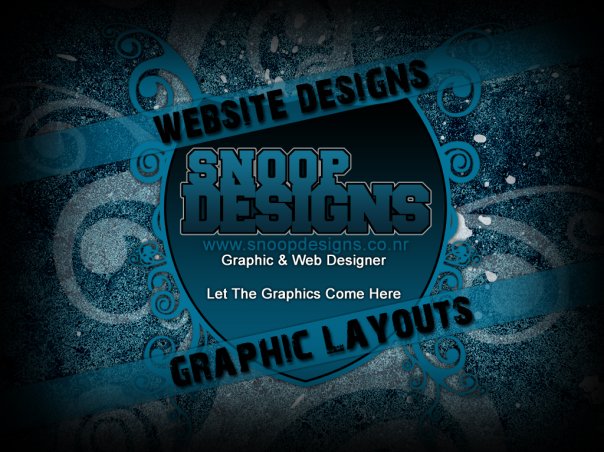 WEBSITE DESIGNS
SNOOP
DESIGNS
www.snoopdesigns.co.nr
Graphic & Web Designer
Let The Graphics Come Here
GRAPHIC LAYOUTS